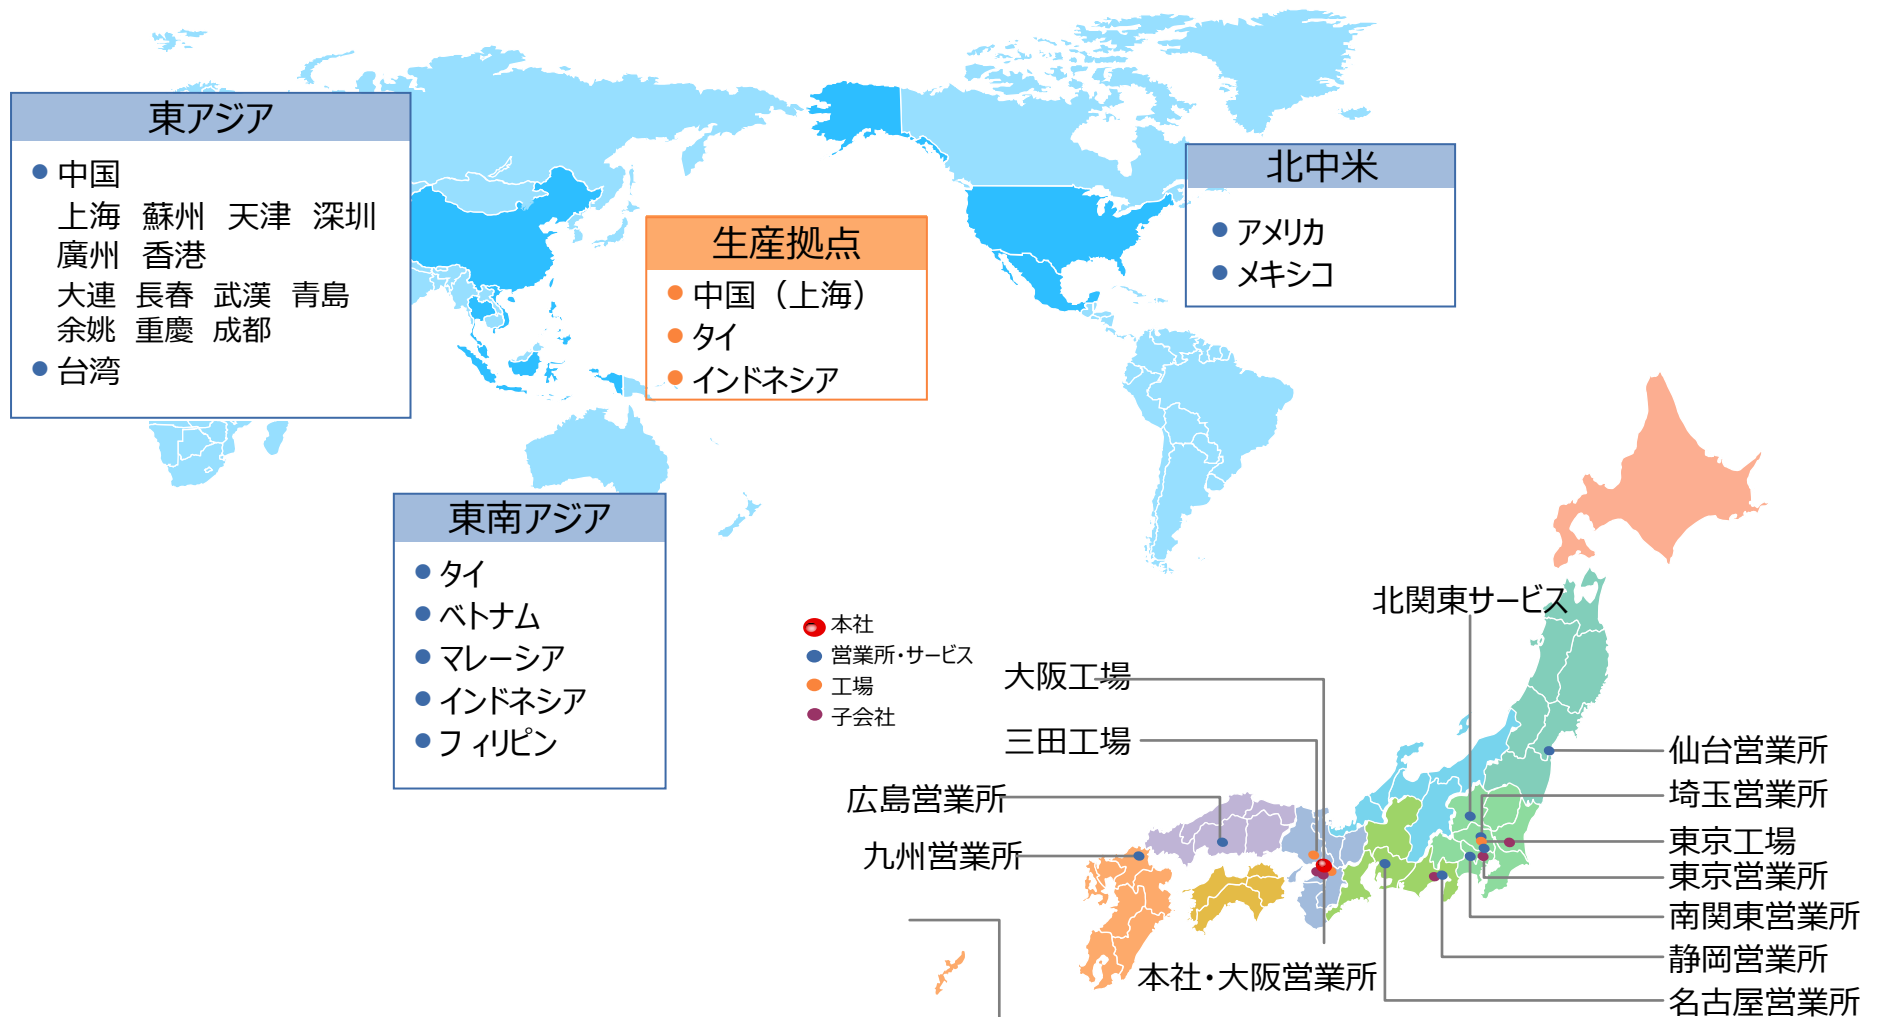 東アジア
中国
上海 蘇州 天津 深圳
廣州 香港
大連 長春 武漢 青島
余姚 重慶 成都
台湾
生産拠点
中国（上海）
タイ
インドネシア
北中米
アメリカ
メキシコ
東南アジア
タイ
ベトナム
マレーシア
インドネシア
フィリピン
本社
営業所・サービス
工場
子会社
北関東サービス
大阪工場
三田工場
広島営業所
九州営業所
本社・大阪営業所
仙台営業所
埼玉営業所
東京工場
東京営業所
南関東営業所
静岡営業所
名古屋営業所